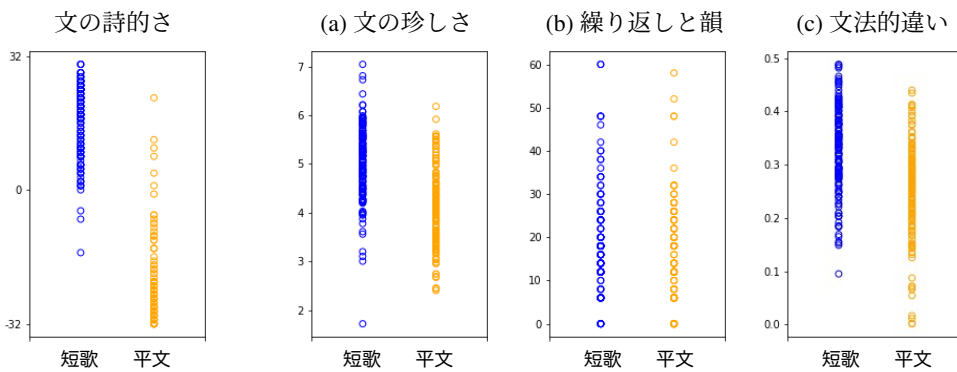 文の詩的さ
(a) 文の珍しさ
(b) 繰り返しと韻
(c) 文法的違い
32
0
-32
短歌 平文
7
6
5
4
3
2
短歌 平文
60
50
40
30
20
10
0
短歌 平文
0.5
0.4
0.3
0.2
0.1
0.0
短歌 平文